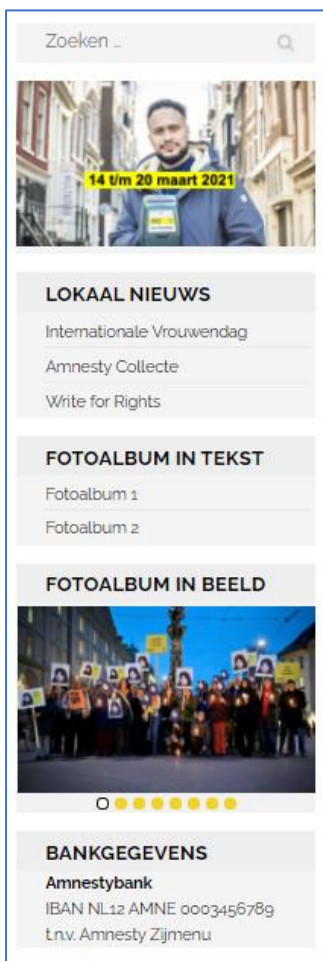 Zoeken …
14 t/m 20 maart 2021
LOKAAL NIEUWS
Internationale Vrouwendag
Amnesty Collecte
Write for Rights
FOTOALBUM IN TEKST
Fotoalbum 1
Fotoalbum 2
FOTOALBUM IN BEELD
BANKGEGEVENS
Amnestybank
IBAN NL12 AMNE 0003456789
t.n.v. Amnesty Zijmenu